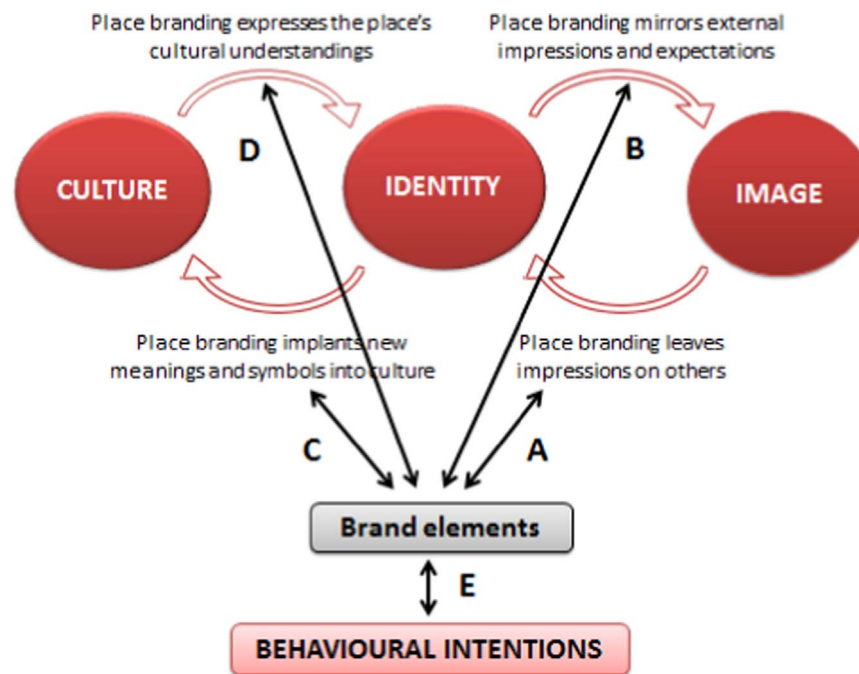 Place branding expresses the place's
cultural understandings
Place branding mirrors external
impressions and expectations
D
B
CULTURE
IDENTITY
IMAGE
Place branding implants new
meanings and symbols into culture
Place branding leaves
impressions on others
C
A
Brand elements
E
BEHAVIOURAL INTENTIONS